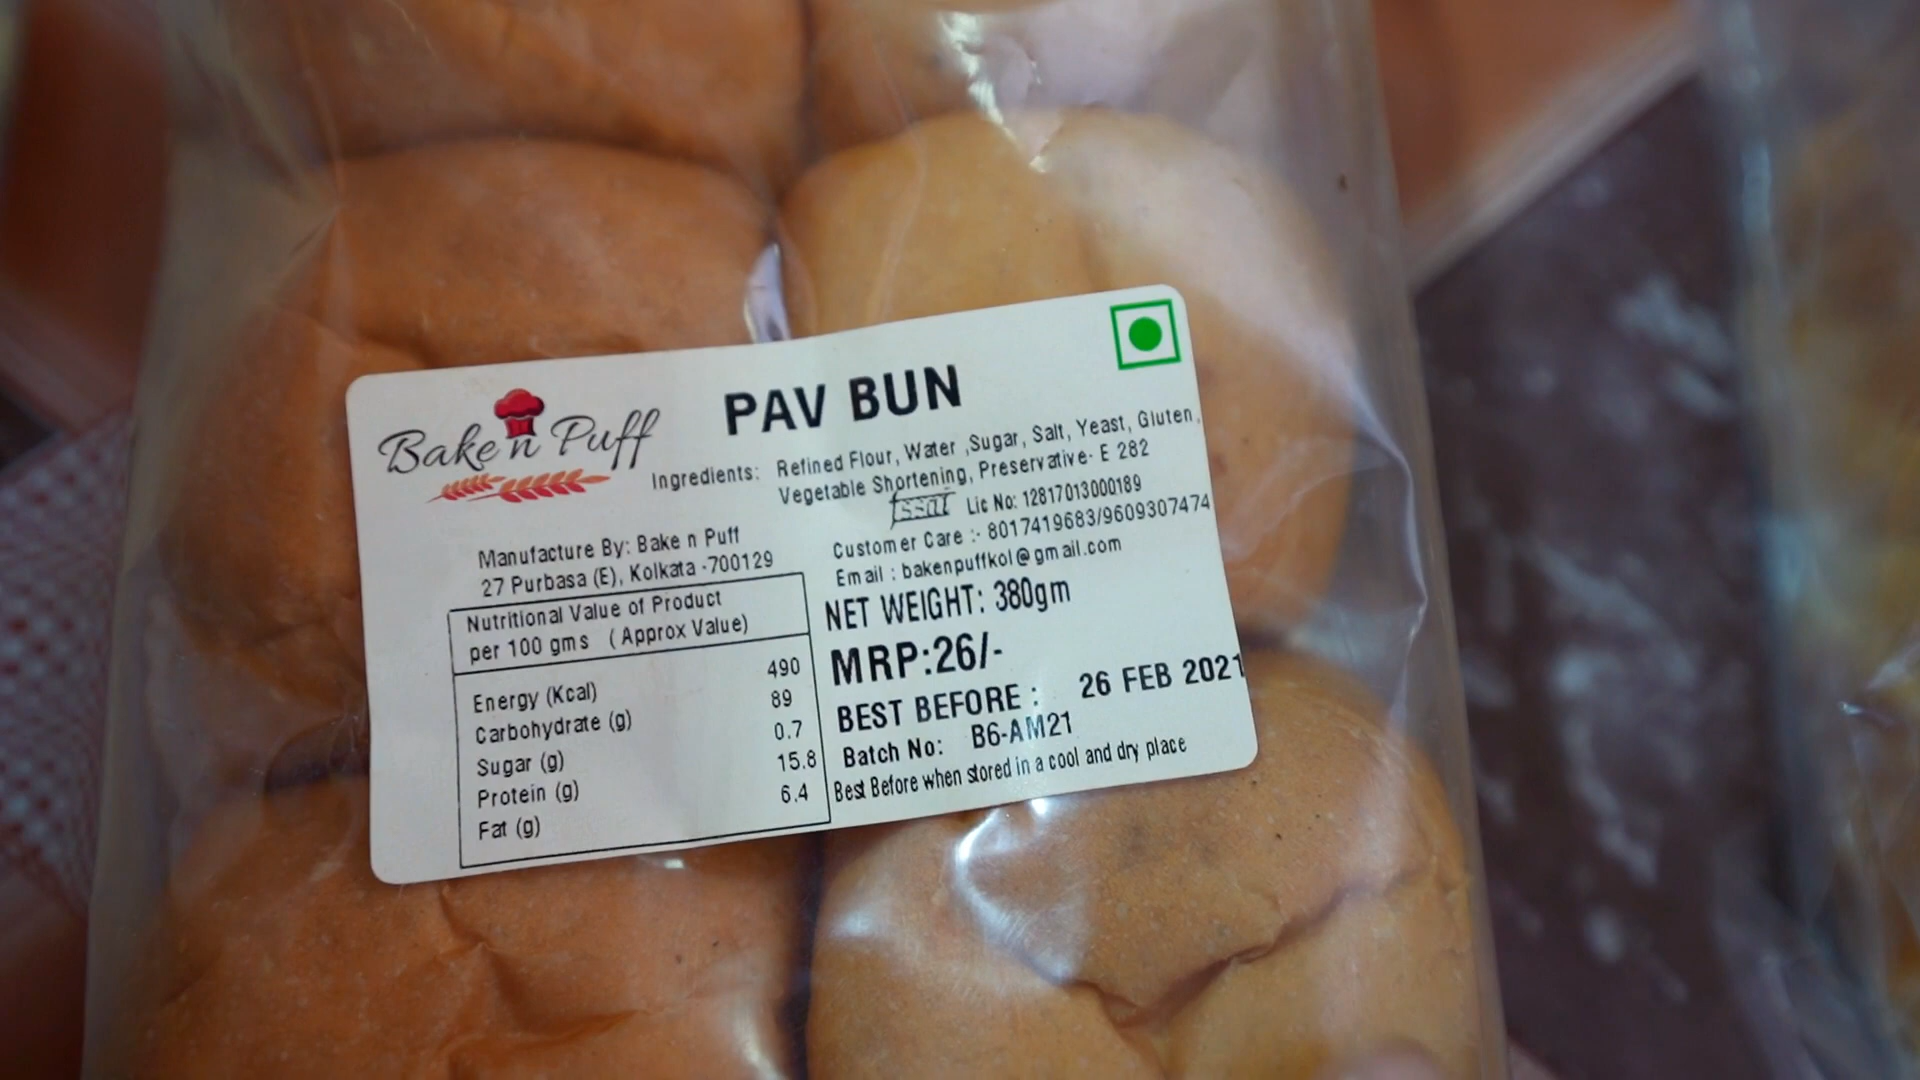 Bake n Puff
PAV BUN
Ingredients: Refined Flour, Water ,Sugar, Salt, Yeast, Gluten,
Vegetable Shortening, Preservative- E 282
fssai Lic No: 12817013000189
Customer Care :- 8017419683/9609307474
Email : bakenpuffkol@gmail.com
Manufacture By: Bake n Puff
27 Purbasa (E), Kolkata -700129
Nutritional Value of Product
per 100 gms (Approx Value)
Energy (Kcal) 490
Carbohydrate (g) 89
Sugar (g) 0.7
Protein (g) 15.8
Fat (g) 6.4
NET WEIGHT: 380gm
MRP:26/-
BEST BEFORE : 26 FEB 2021
Batch No: B6-AM21
Best Before when stored in a cool and dry place